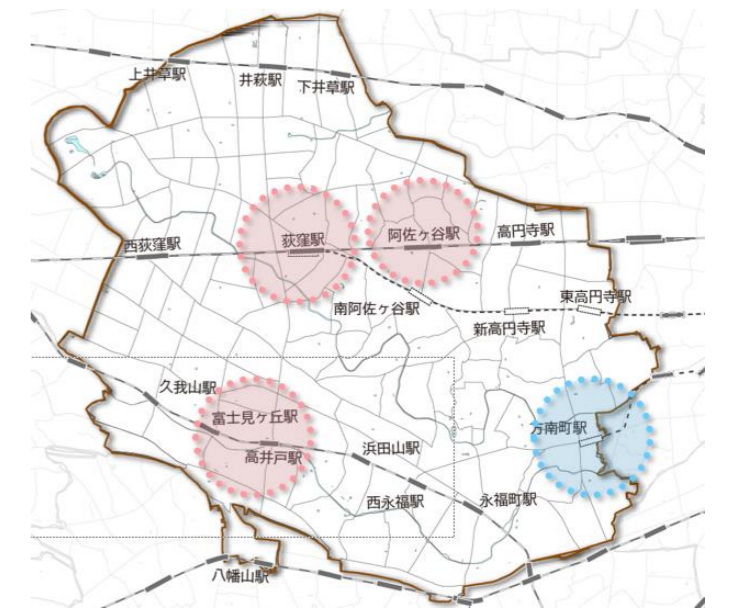 上井草駅
井荻駅
下井草駅
西荻窪駅
荻窪駅
阿佐ヶ谷駅
高円寺駅
南阿佐ヶ谷駅
新高円寺駅
東高円寺駅
久我山駅
富士見ヶ丘駅
高井戸駅
浜田山駅
西永福駅
永福町駅
方南町駅
八幡山駅